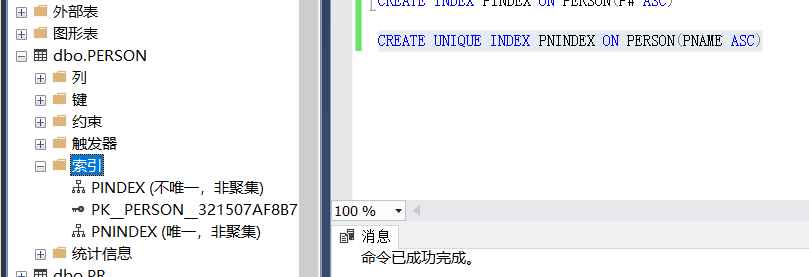 外部表
图形表
dbo.PERSON
列
键
约束
触发器
索引
PINDEX (不唯一，非聚集)
PK__PERSON__321507AF8B7
PNINDEX (唯一，非聚集)
统计信息
dbo.PR
CREATE INDEX PINDEX ON PERSON(P# ASC)
CREATE UNIQUE INDEX PNINDEX ON PERSON(PNAME ASC)
100 %
消息
命令已成功完成。